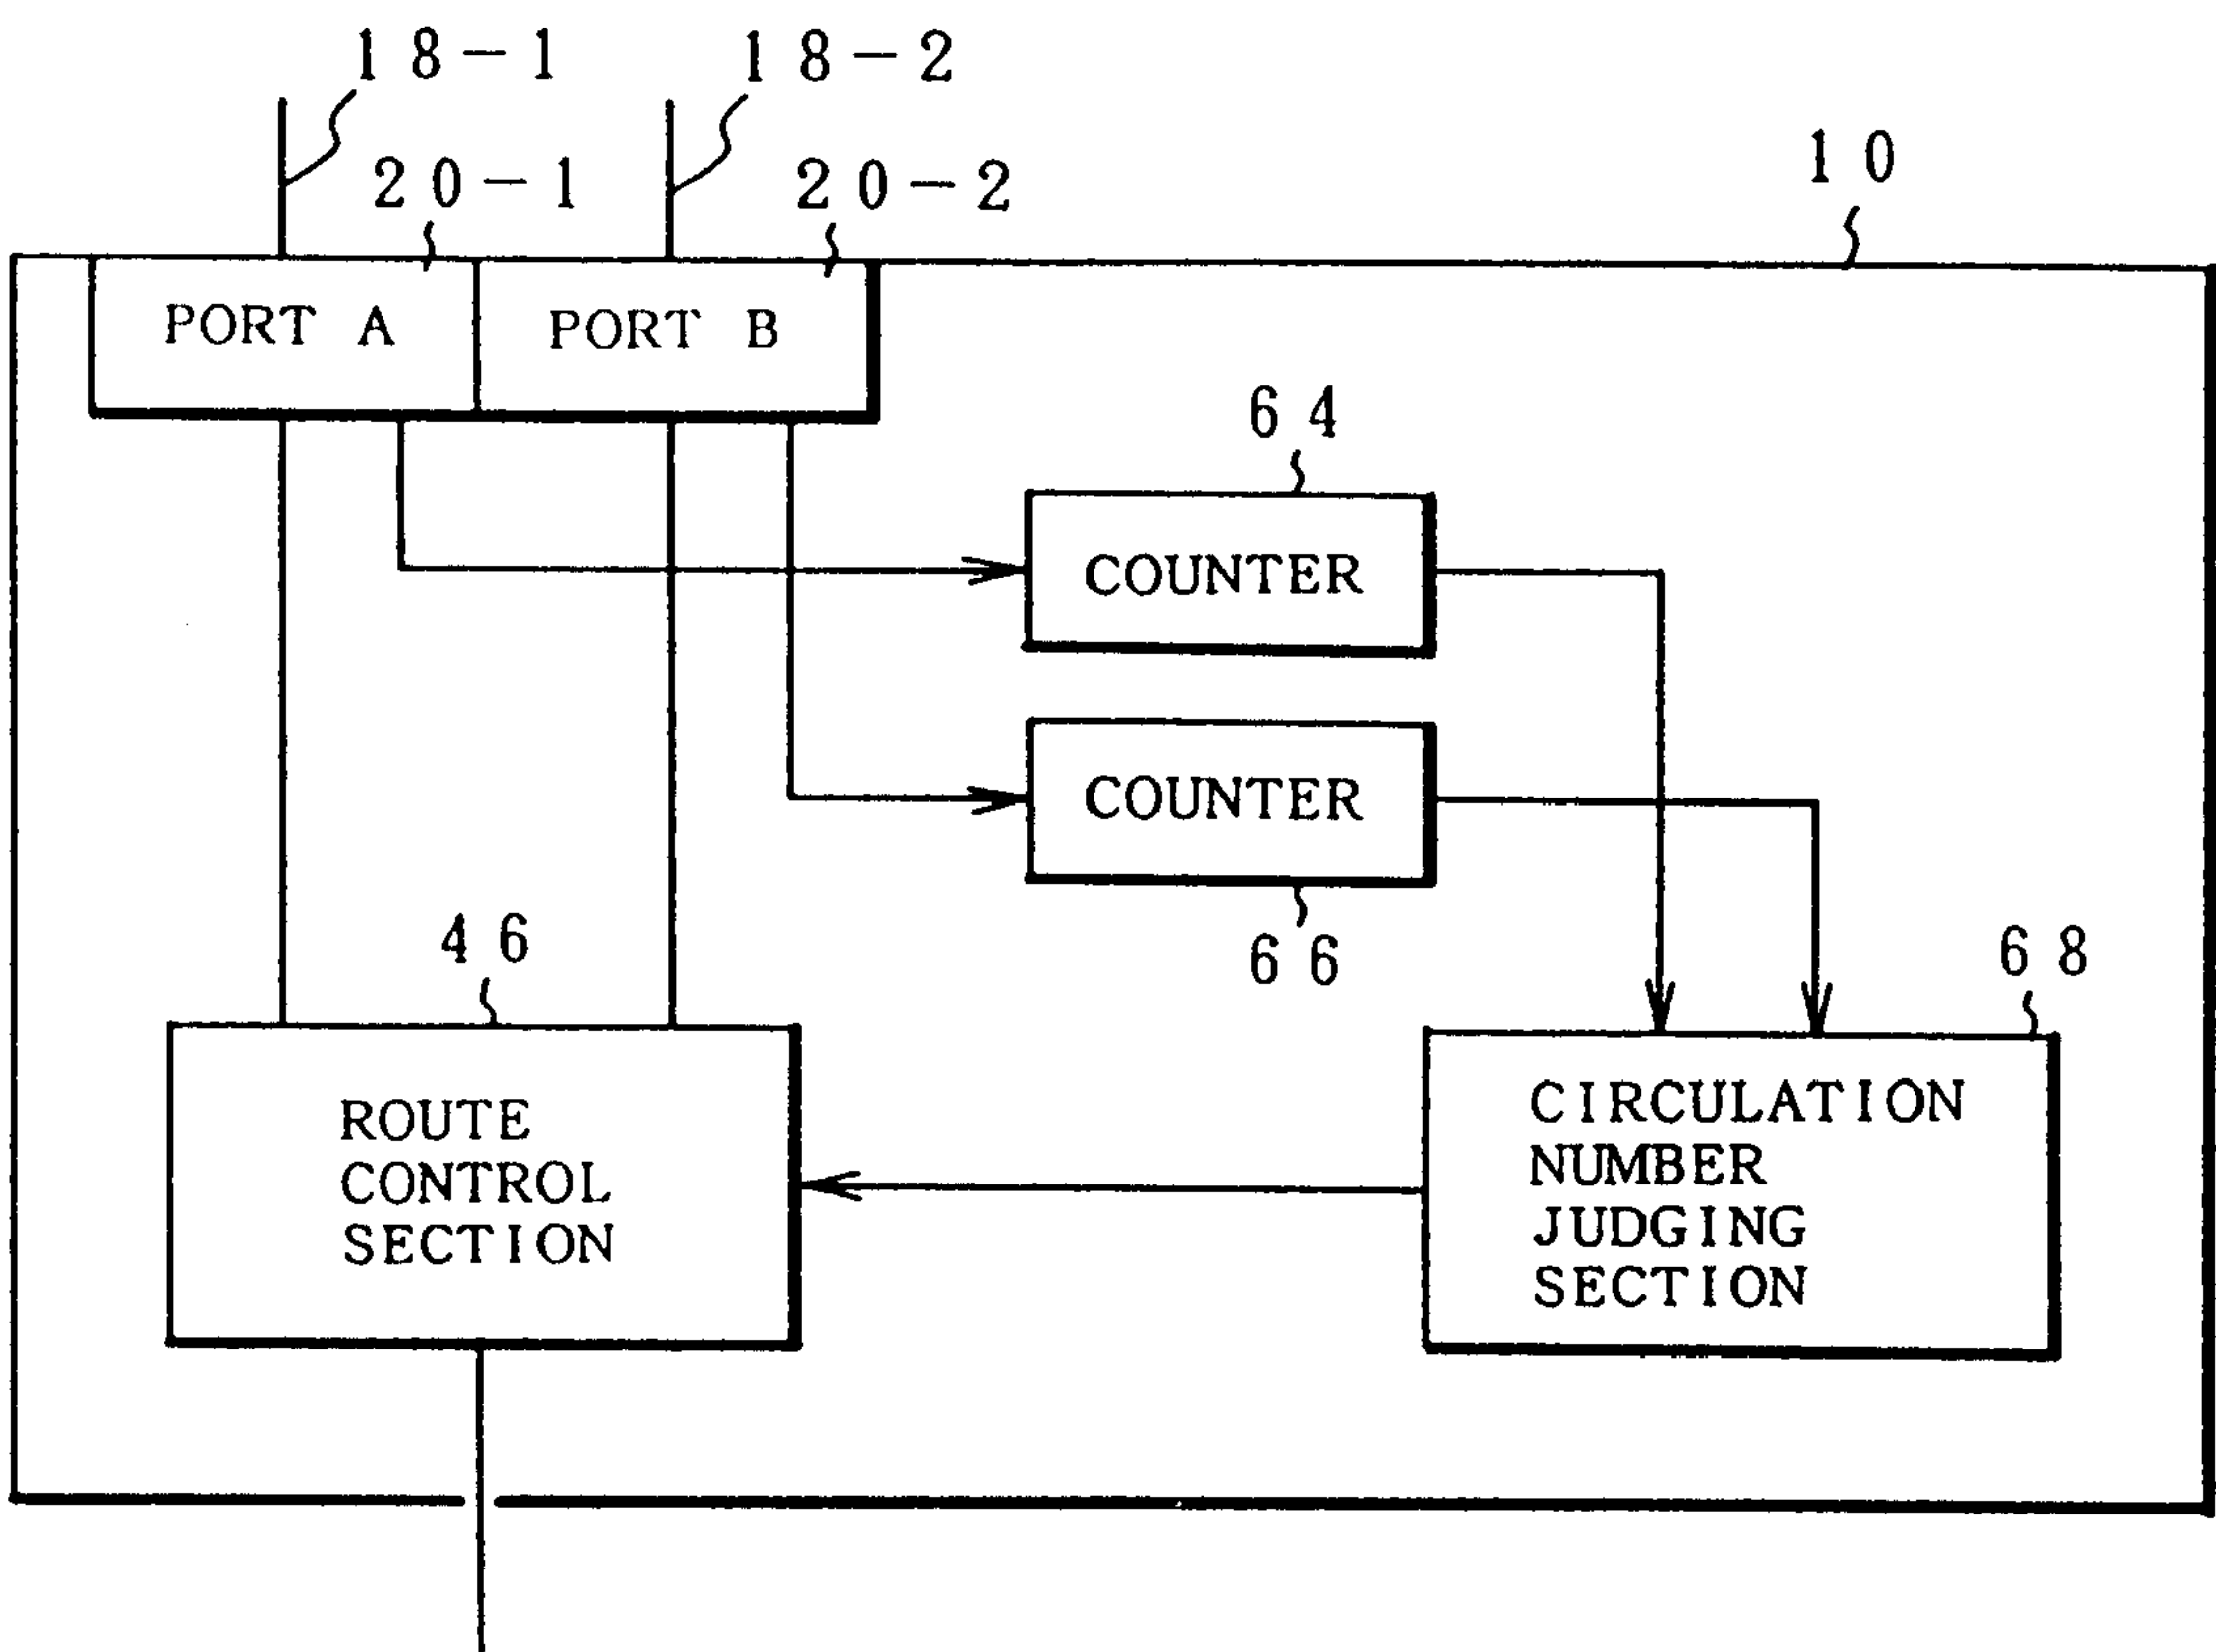 18-1
18-2
20-1
20-2
10
PORT A
PORT B
64
COUNTER
COUNTER
66
46
68
ROUTE
CONTROL
SECTION
CIRCULATION
NUMBER
JUDGING
SECTION